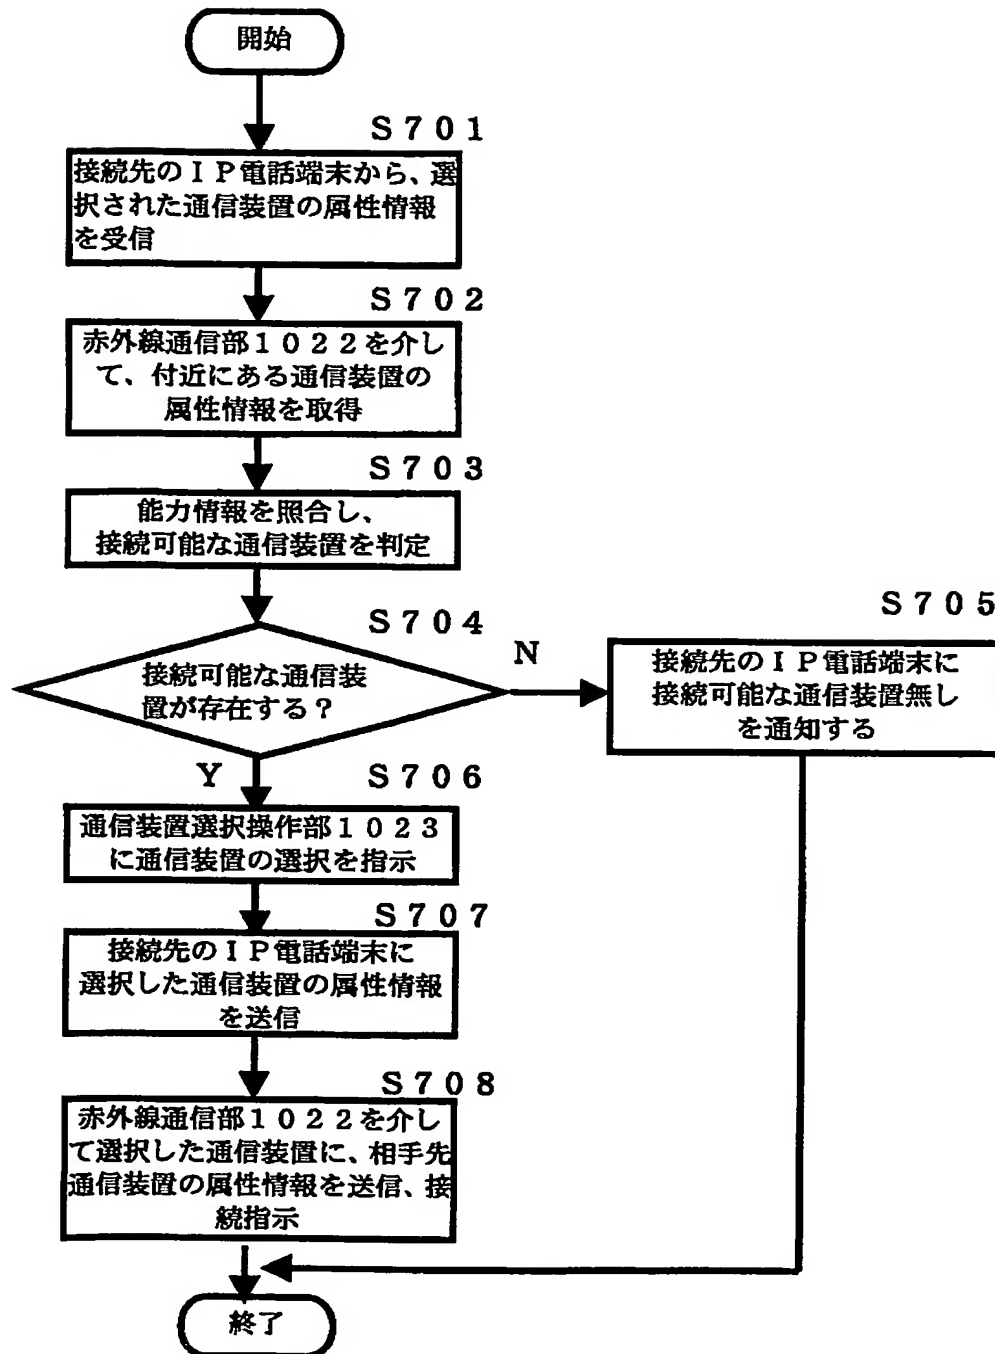 開始
S701
接続先のIP電話端末から、選
択された通信装置の属性情報
を受信
S702
赤外線通信部1022を介し
て、付近にある通信装置の
属性情報を取得
S703
能力情報を照合し、
接続可能な通信装置を判定
S704
接続可能な通信装
置が存在する?
N
S705
接続先のIP電話端末に
接続可能な通信装置無し
を通知する
Y
S706
通信装置選択操作部1023
に通信装置の選択を指示
S707
接続先のIP電話端末に
選択した通信装置の属性情報
を送信
S708
赤外線通信部1022を介し
て選択した通信装置に、相手先
通信装置の属性情報を送信、接
続指示
終了